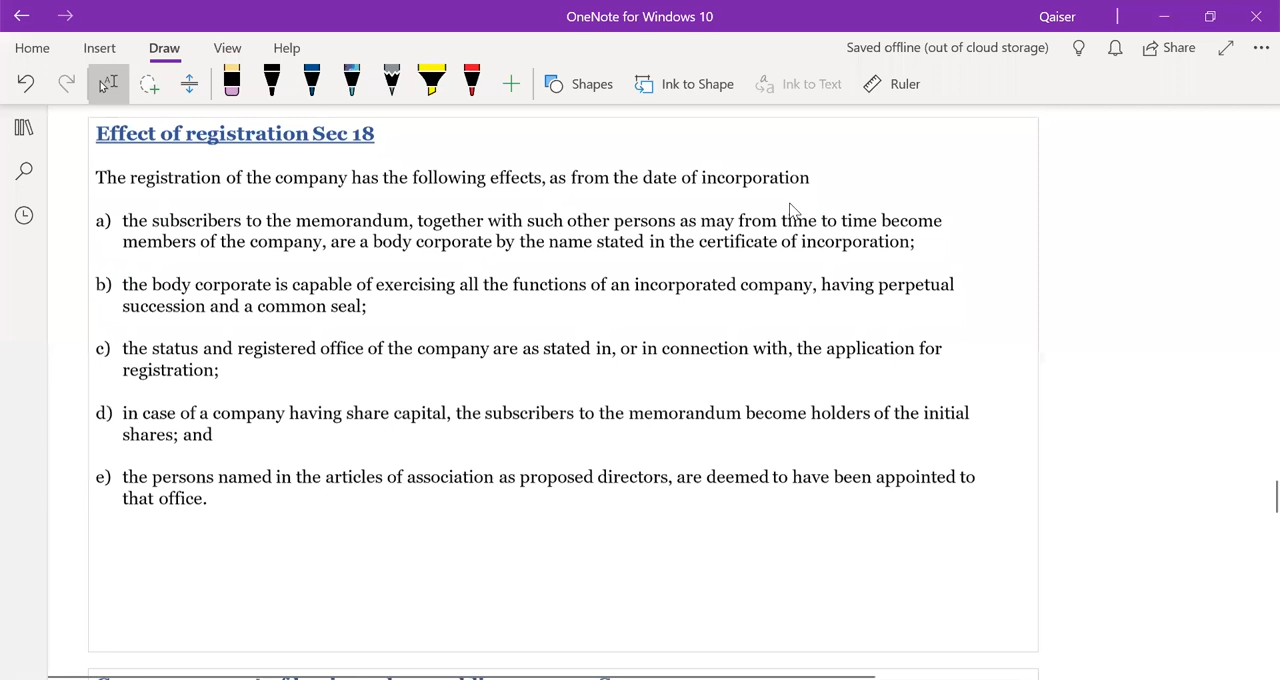 OneNote for Windows 10
Qaiser
Home Insert Draw View Help
Saved offline (out of cloud storage)
Share
Shapes
Ink to Shape
Ink to Text
Ruler
Effect of registration Sec 18
The registration of the company has the following effects, as from the date of incorporation
a) the subscribers to the memorandum, together with such other persons as may from time to time become
members of the company, are a body corporate by the name stated in the certificate of incorporation;
b) the body corporate is capable of exercising all the functions of an incorporated company, having perpetual
succession and a common seal;
c) the status and registered office of the company are as stated in, or in connection with, the application for
registration;
d) in case of a company having share capital, the subscribers to the memorandum become holders of the initial
shares; and
e) the persons named in the articles of association as proposed directors, are deemed to have been appointed to
that office.